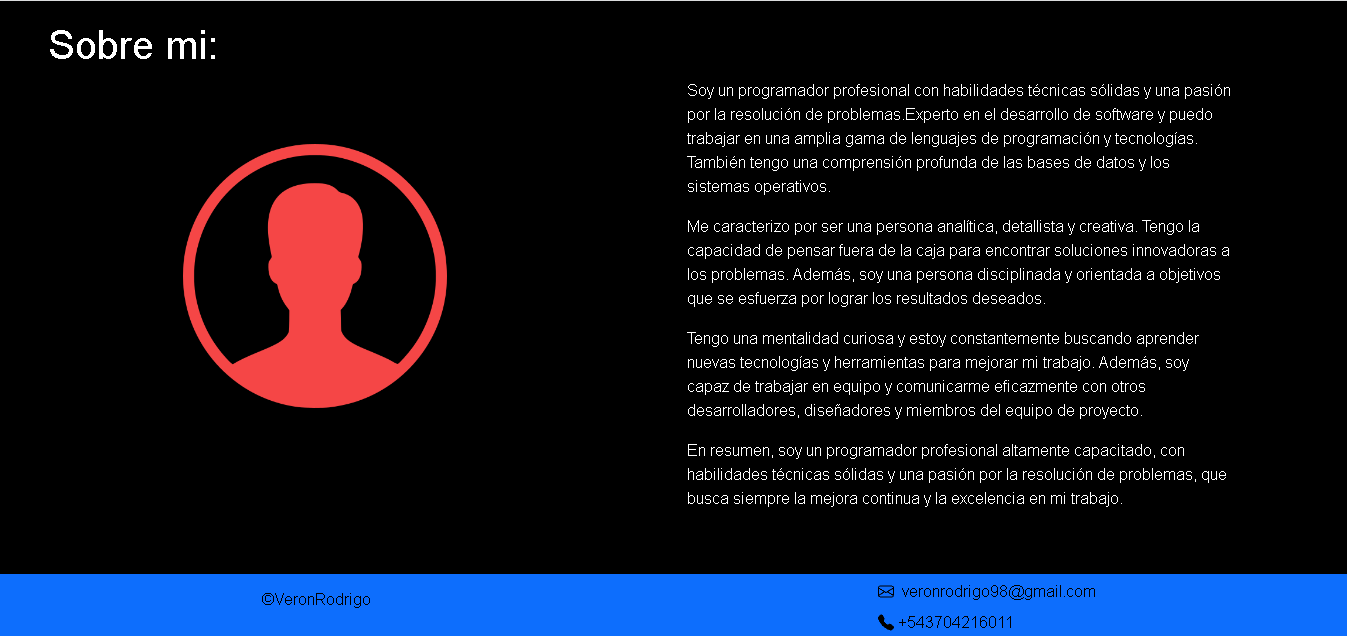 Sobre mi:
Soy un programador profesional con habilidades técnicas sólidas y una pasión
por la resolución de problemas.Experto en el desarrollo de software y puedo
trabajar en una amplia gama de lenguajes de programación y tecnologías.
También tengo una comprensión profunda de las bases de datos y los
sistemas operativos.
Me caracterizo por ser una persona analítica, detallista y creativa. Tengo la
capacidad de pensar fuera de la caja para encontrar soluciones innovadoras a
los problemas. Además, soy una persona disciplinada y orientada a objetivos
que se esfuerza por lograr los resultados deseados.
Tengo una mentalidad curiosa y estoy constantemente buscando aprender
nuevas tecnologías y herramientas para mejorar mi trabajo. Además, soy
capaz de trabajar en equipo y comunicarme eficazmente con otros
desarrolladores, diseñadores y miembros del equipo de proyecto.
En resumen, soy un programador profesional altamente capacitado, con
habilidades técnicas sólidas y una pasión por la resolución de problemas, que
busca siempre la mejora continua y la excelencia en mi trabajo.
©VeronRodrigo
veronrodrigo98@gmail.com
+543704216011